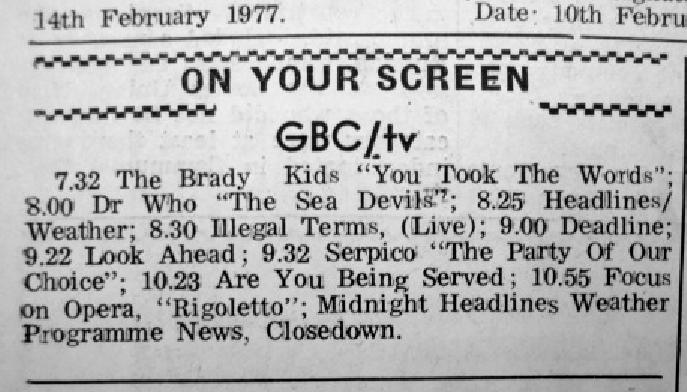 14th February 1977.
Date: 10th Febru
ON YOUR SCREEN
GBC/tv
7.32 The Brady Kids “You Took The Words”;
8.00 Dr Who “The Sea Devils”; 8.25 Headlines/
Weather; 8.30 Illegal Terms, (Live); 9.00 Deadline;
9.22 Look Ahead; 9.32 Serpico “The Party Of Our
Choice”; 10.23 Are You Being Served; 10.55 Focus
on Opera, “Rigoletto”; Midnight Headlines Weather
Programme News, Closedown.